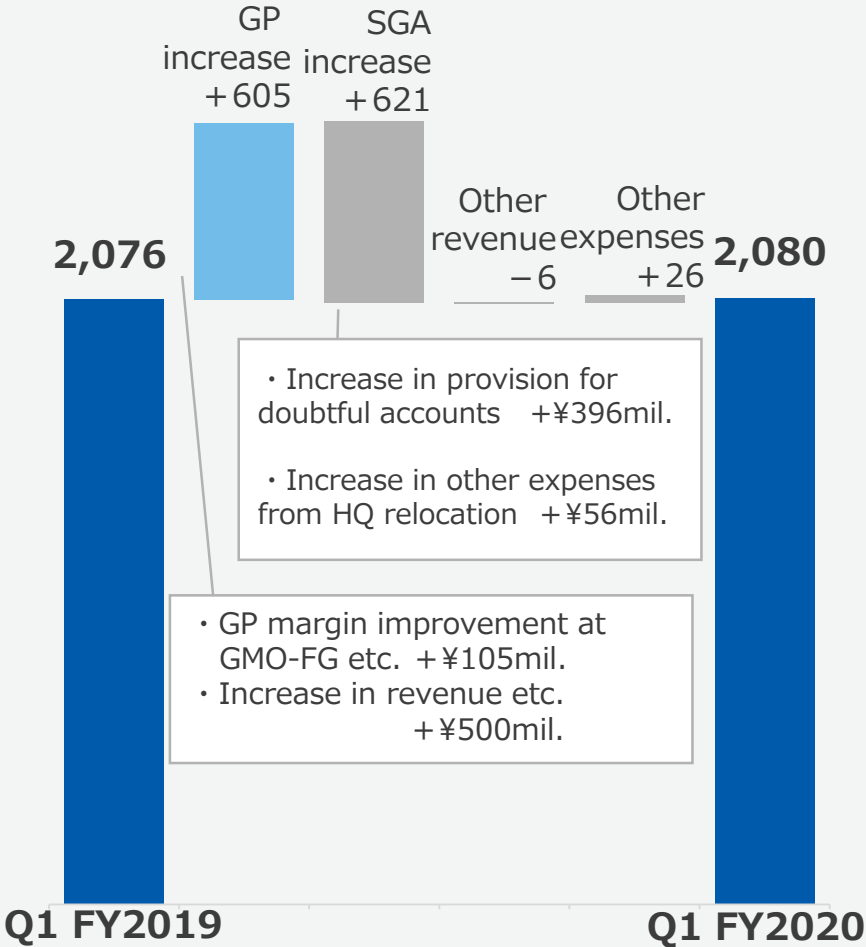 GP
increase
+605
SGA
increase
+621
Other
revenue
−6
Other
expenses
+26
2,076
2,080
・Increase in provision for
doubtful accounts +¥396mil.
・Increase in other expenses
from HQ relocation +¥56mil.
・GP margin improvement at
GMO-FG etc. +¥105mil.
・Increase in revenue etc.
+¥500mil.
Q1 FY2019
Q1 FY2020